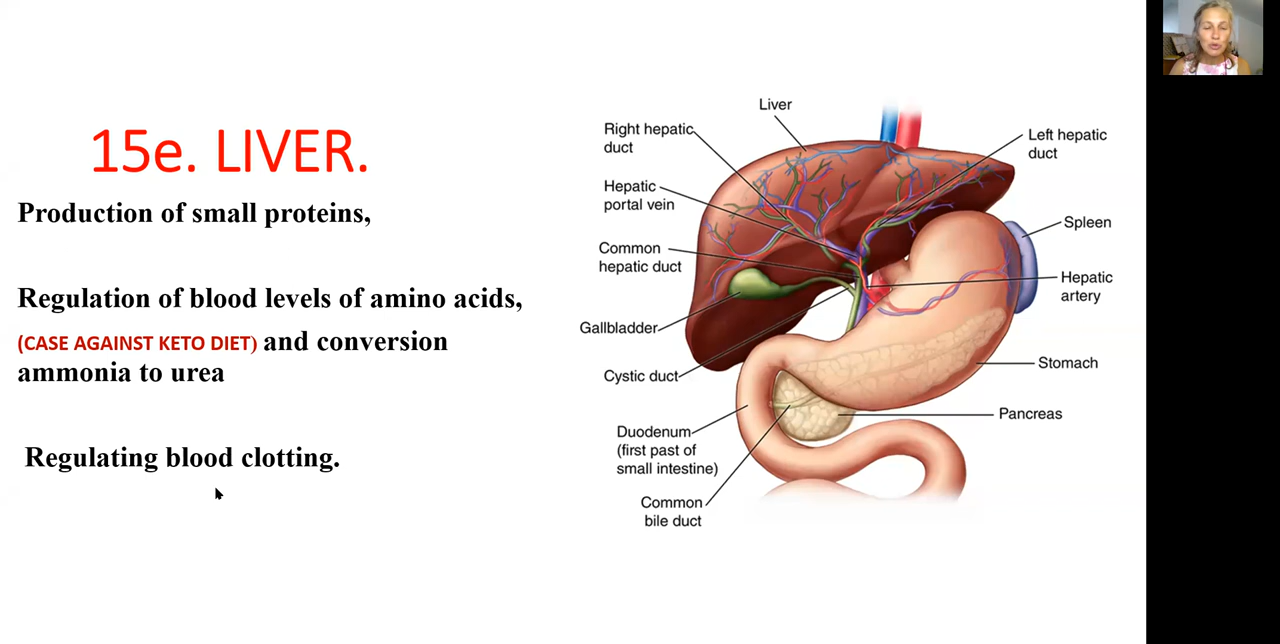 15e. LIVER.
Production of small proteins,
Regulation of blood levels of amino acids,
(CASE AGAINST KETO DIET) and conversion
ammonia to urea
Regulating blood clotting.
Liver
Right hepatic
duct
Left hepatic
duct
Hepatic
portal vein
Spleen
Common
hepatic duct
Hepatic
artery
Gallbladder
Stomach
Cystic duct
Pancreas
Duodenum
(first past of
small intestine)
Common
bile duct